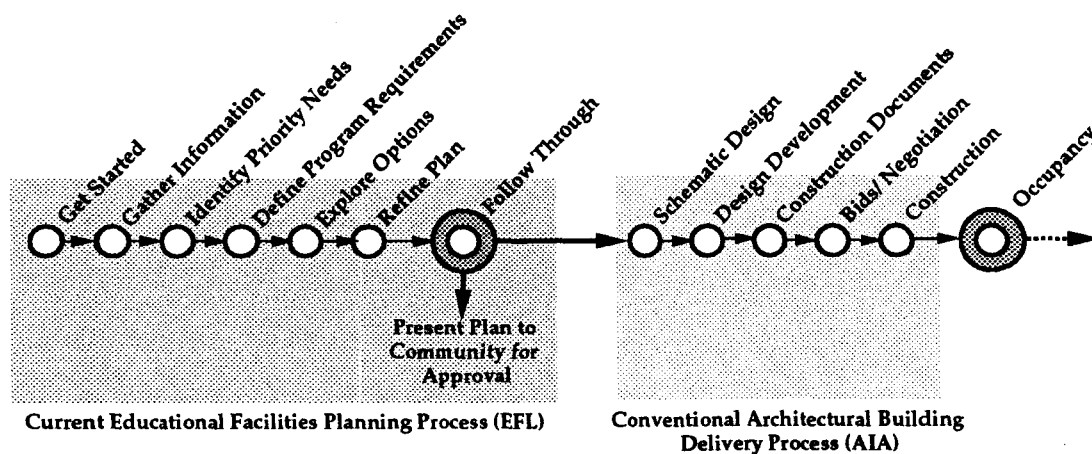 Get Started
Gather Information
Identify Priority Needs
Define Program Requirements
Explore Options
Refine Plan
Follow Through
Schematic Design
Design Development
Construction Documents
Bids/ Negotiation
Construction
Occupancy
Present Plan to
Community for
Approval
Current Educational Facilities Planning Process (EFL)
Conventional Architectural Building
Delivery Process (AIA)